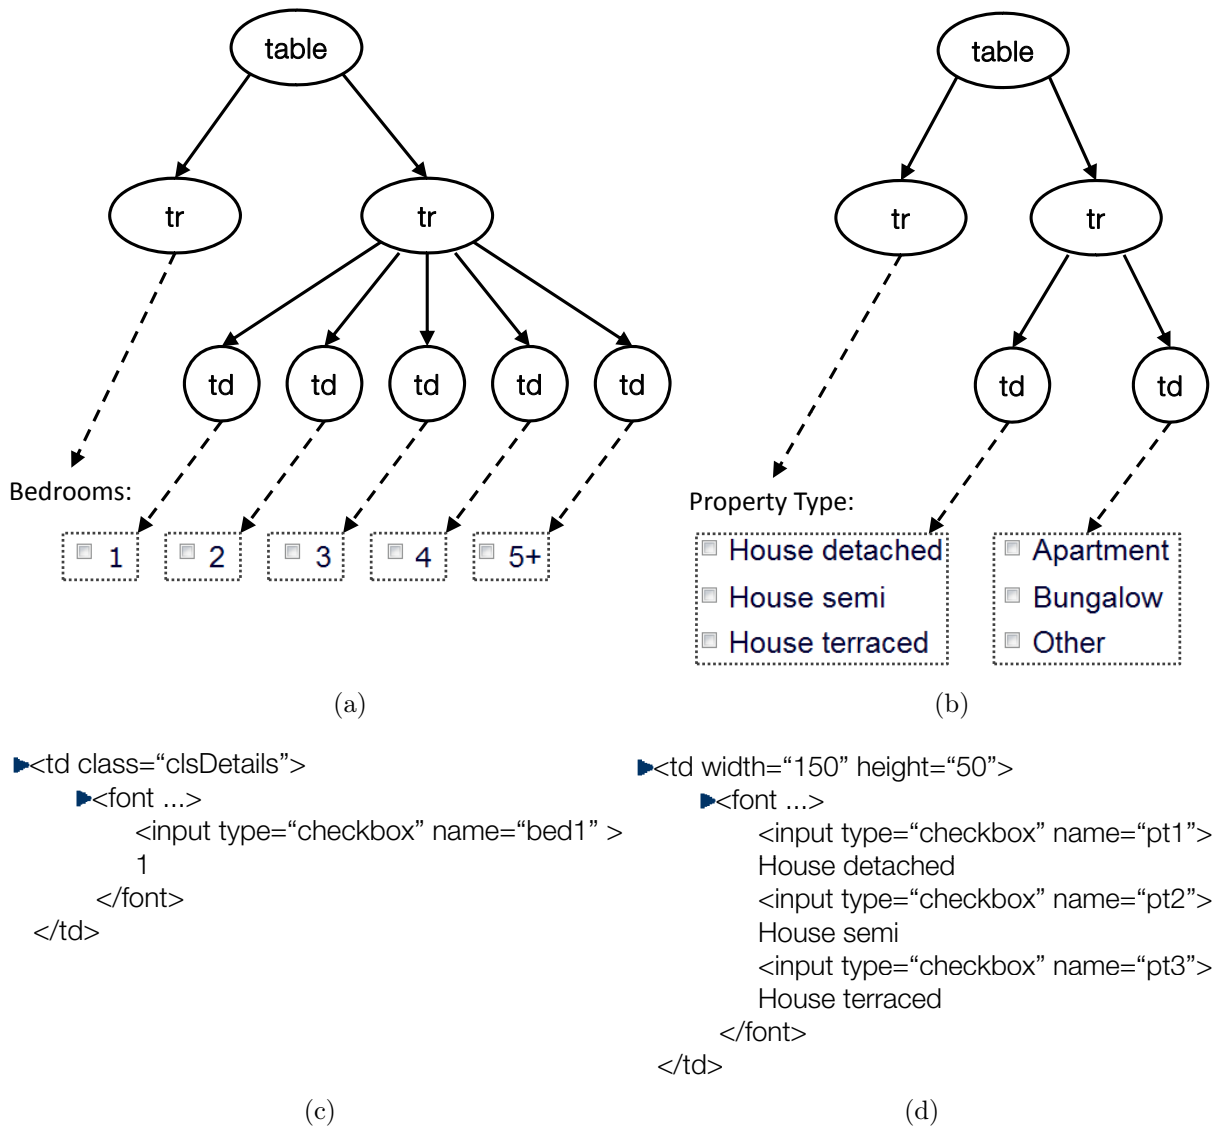 table
tr
tr
td
td
td
td
td
Bedrooms:
1
2
3
4
5+
(a)
table
tr
tr
td
td
Property Type:
House detached
House semi
House terraced
Apartment
Bungalow
Other
(b)
<td class=“clsDetails”>
<font ...>
<input type=“checkbox” name=“bed1” >
1
</font>
</td>
(c)
<td width=“150” height=“50”>
<font ...>
<input type=“checkbox” name=“pt1”>
House detached
<input type=“checkbox” name=“pt2”>
House semi
<input type=“checkbox” name=“pt3”>
House terraced
</font>
</td>
(d)